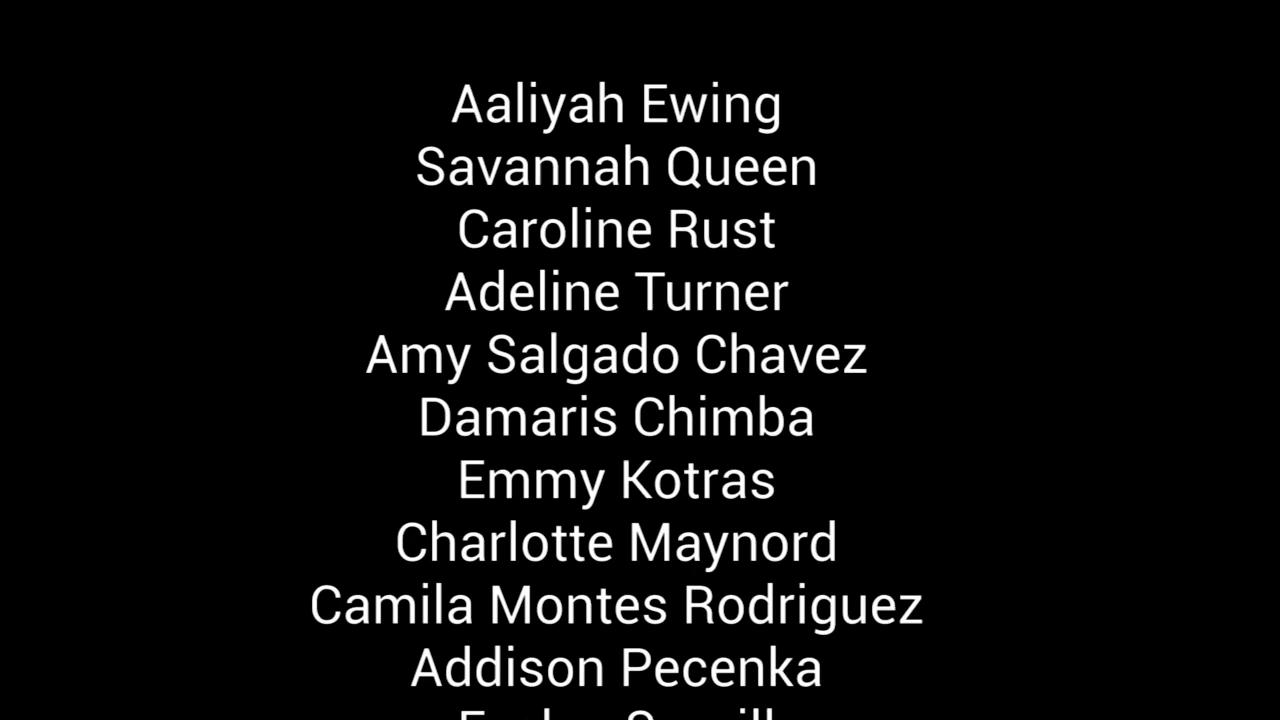 Aaliyah Ewing
Savannah Queen
Caroline Rust
Adeline Turner
Amy Salgado Chavez
Damaris Chimba
Emmy Kotras
Charlotte Maynord
Camila Montes Rodriguez
Addison Pecenka